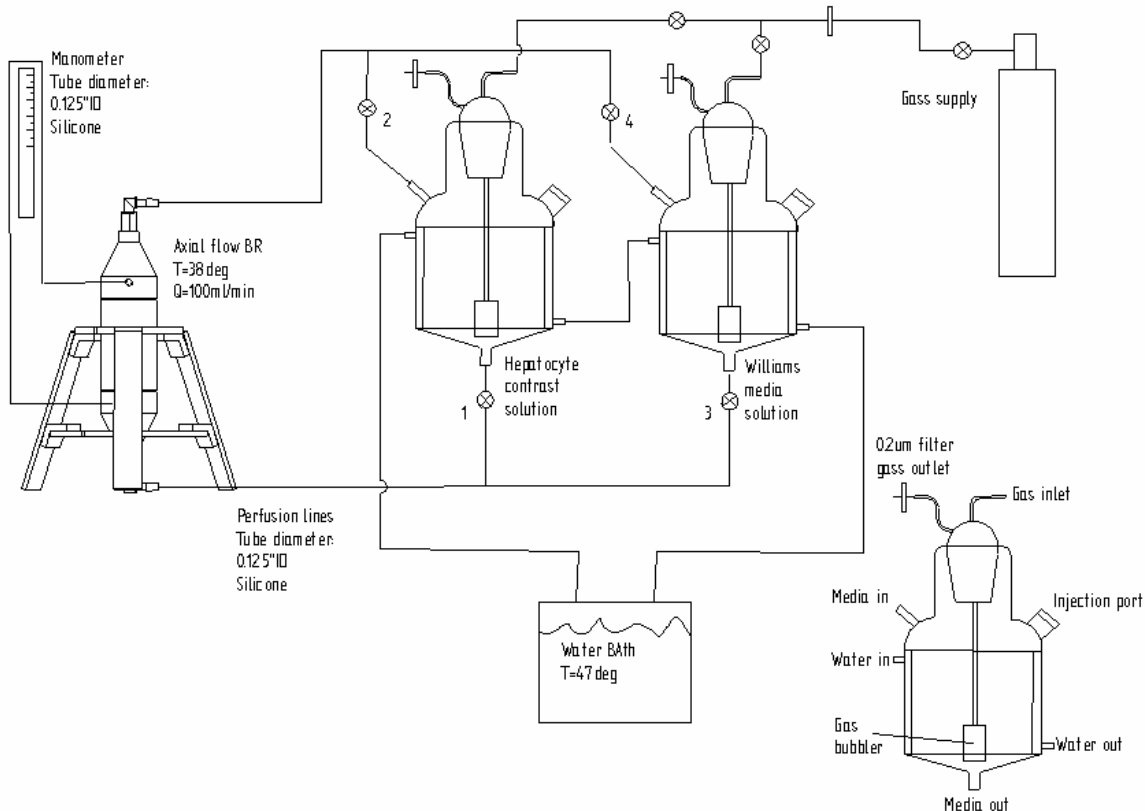 Manometer
Tube diameter:
0.125"ID
Silicone
Axial flow BR
T=38deg
Q=100ml/min
2
4
Gass supply
Hepatocyte
contrast
solution
1
Williams
media
solution
3
Perfusion lines
Tube diameter:
0.125"ID
Silicone
Water BAth
T=47deg
0.2um filter
gass outlet
Gas inlet
Media in
Injection port
Water in
Gas
bubbler
Water out
Media out